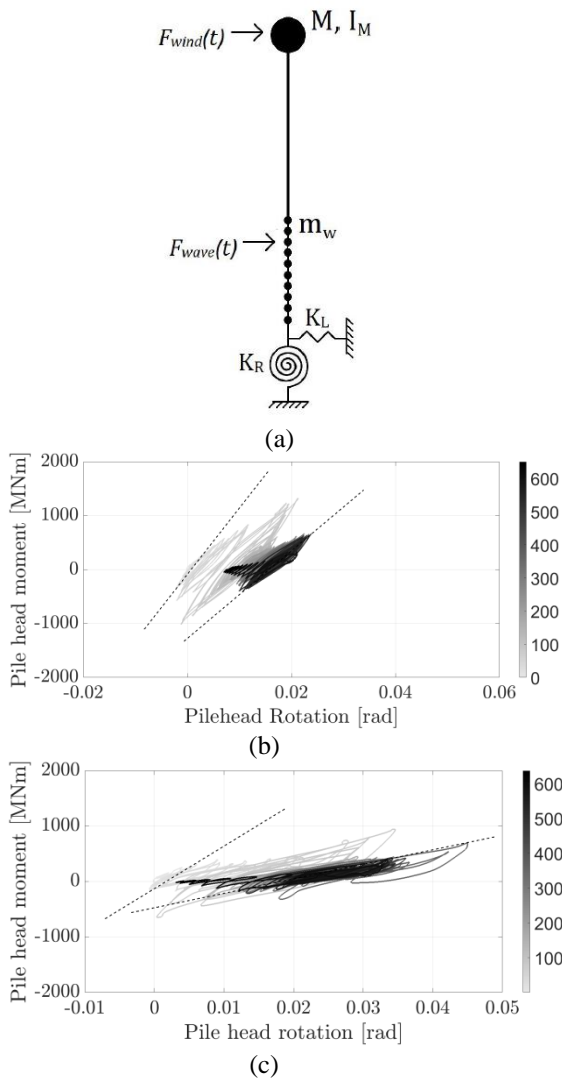 M, I_M
F_wind(t)
m_w
F_wave(t)
K_L
K_R
(a)
Pile head moment [MNm]
2000
1000
0
-1000
-2000
-0.02
0
0.02
0.04
0.06
Pilehead Rotation [rad]
600
500
400
300
200
100
0
(b)
Pile head moment [MNm]
2000
1000
0
-1000
-2000
-0.01
0
0.01
0.02
0.03
0.04
0.05
Pile head rotation [rad]
600
500
400
300
200
100
(c)